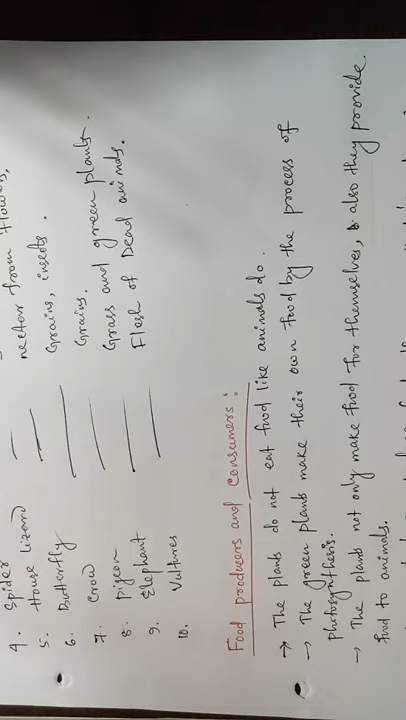 4. Spider —
5. House lizard —
6. Butterfly — nectar from flowers,
7. Crow — Grains, insects.
8. Pigeon — Grains.
9. Elephant — Grass and green plants.
10. Vultures — Flesh of Dead animals.
Food producers and consumers:
→ The plants do not eat food like animals do.
→ The green plants make their own food by the process of
photosynthesis.
→ The plants not only make food for themselves, also they provide
food to animals.